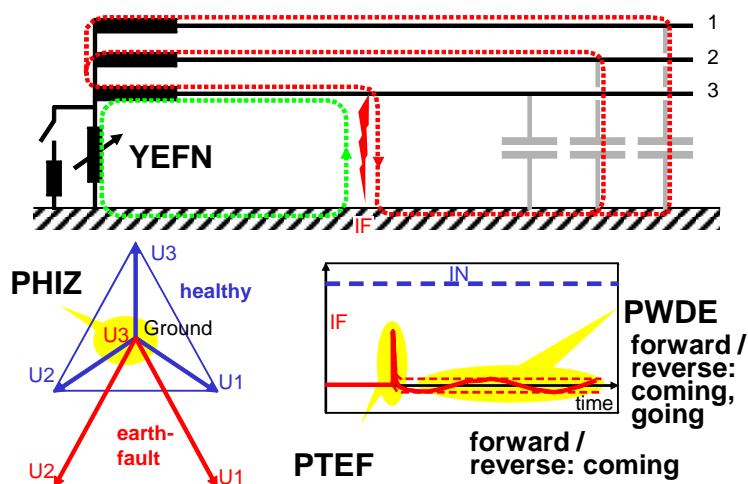 1
2
3
YEFN
IF
U3
PHIZ
healthy
U3
Ground
U2
U1
earth-
fault
U2
U1
IN
IF
time
PWDE
forward /
reverse:
coming,
going
PTEF
forward /
reverse: coming